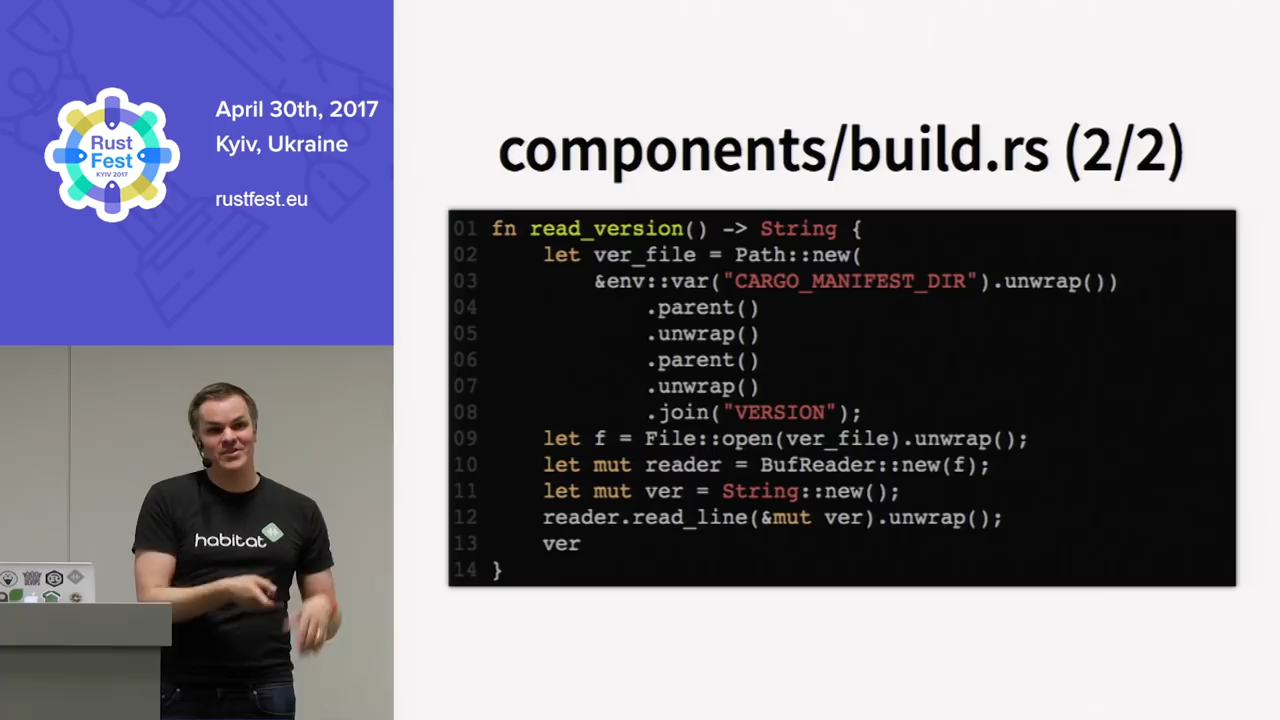 April 30th, 2017
Kyiv, Ukraine
rustfest.eu
Rust
Fest
KYIV 2017
components/build.rs (2/2)
01 fn read_version() -> String {
02     let ver_file = Path::new(
03         &env::var("CARGO_MANIFEST_DIR").unwrap())
04             .parent()
05             .unwrap()
06             .parent()
07             .unwrap()
08             .join("VERSION");
09     let f = File::open(ver_file).unwrap();
10     let mut reader = BufReader::new(f);
11     let mut ver = String::new();
12     reader.read_line(&mut ver).unwrap();
13     ver
14 }
habitat